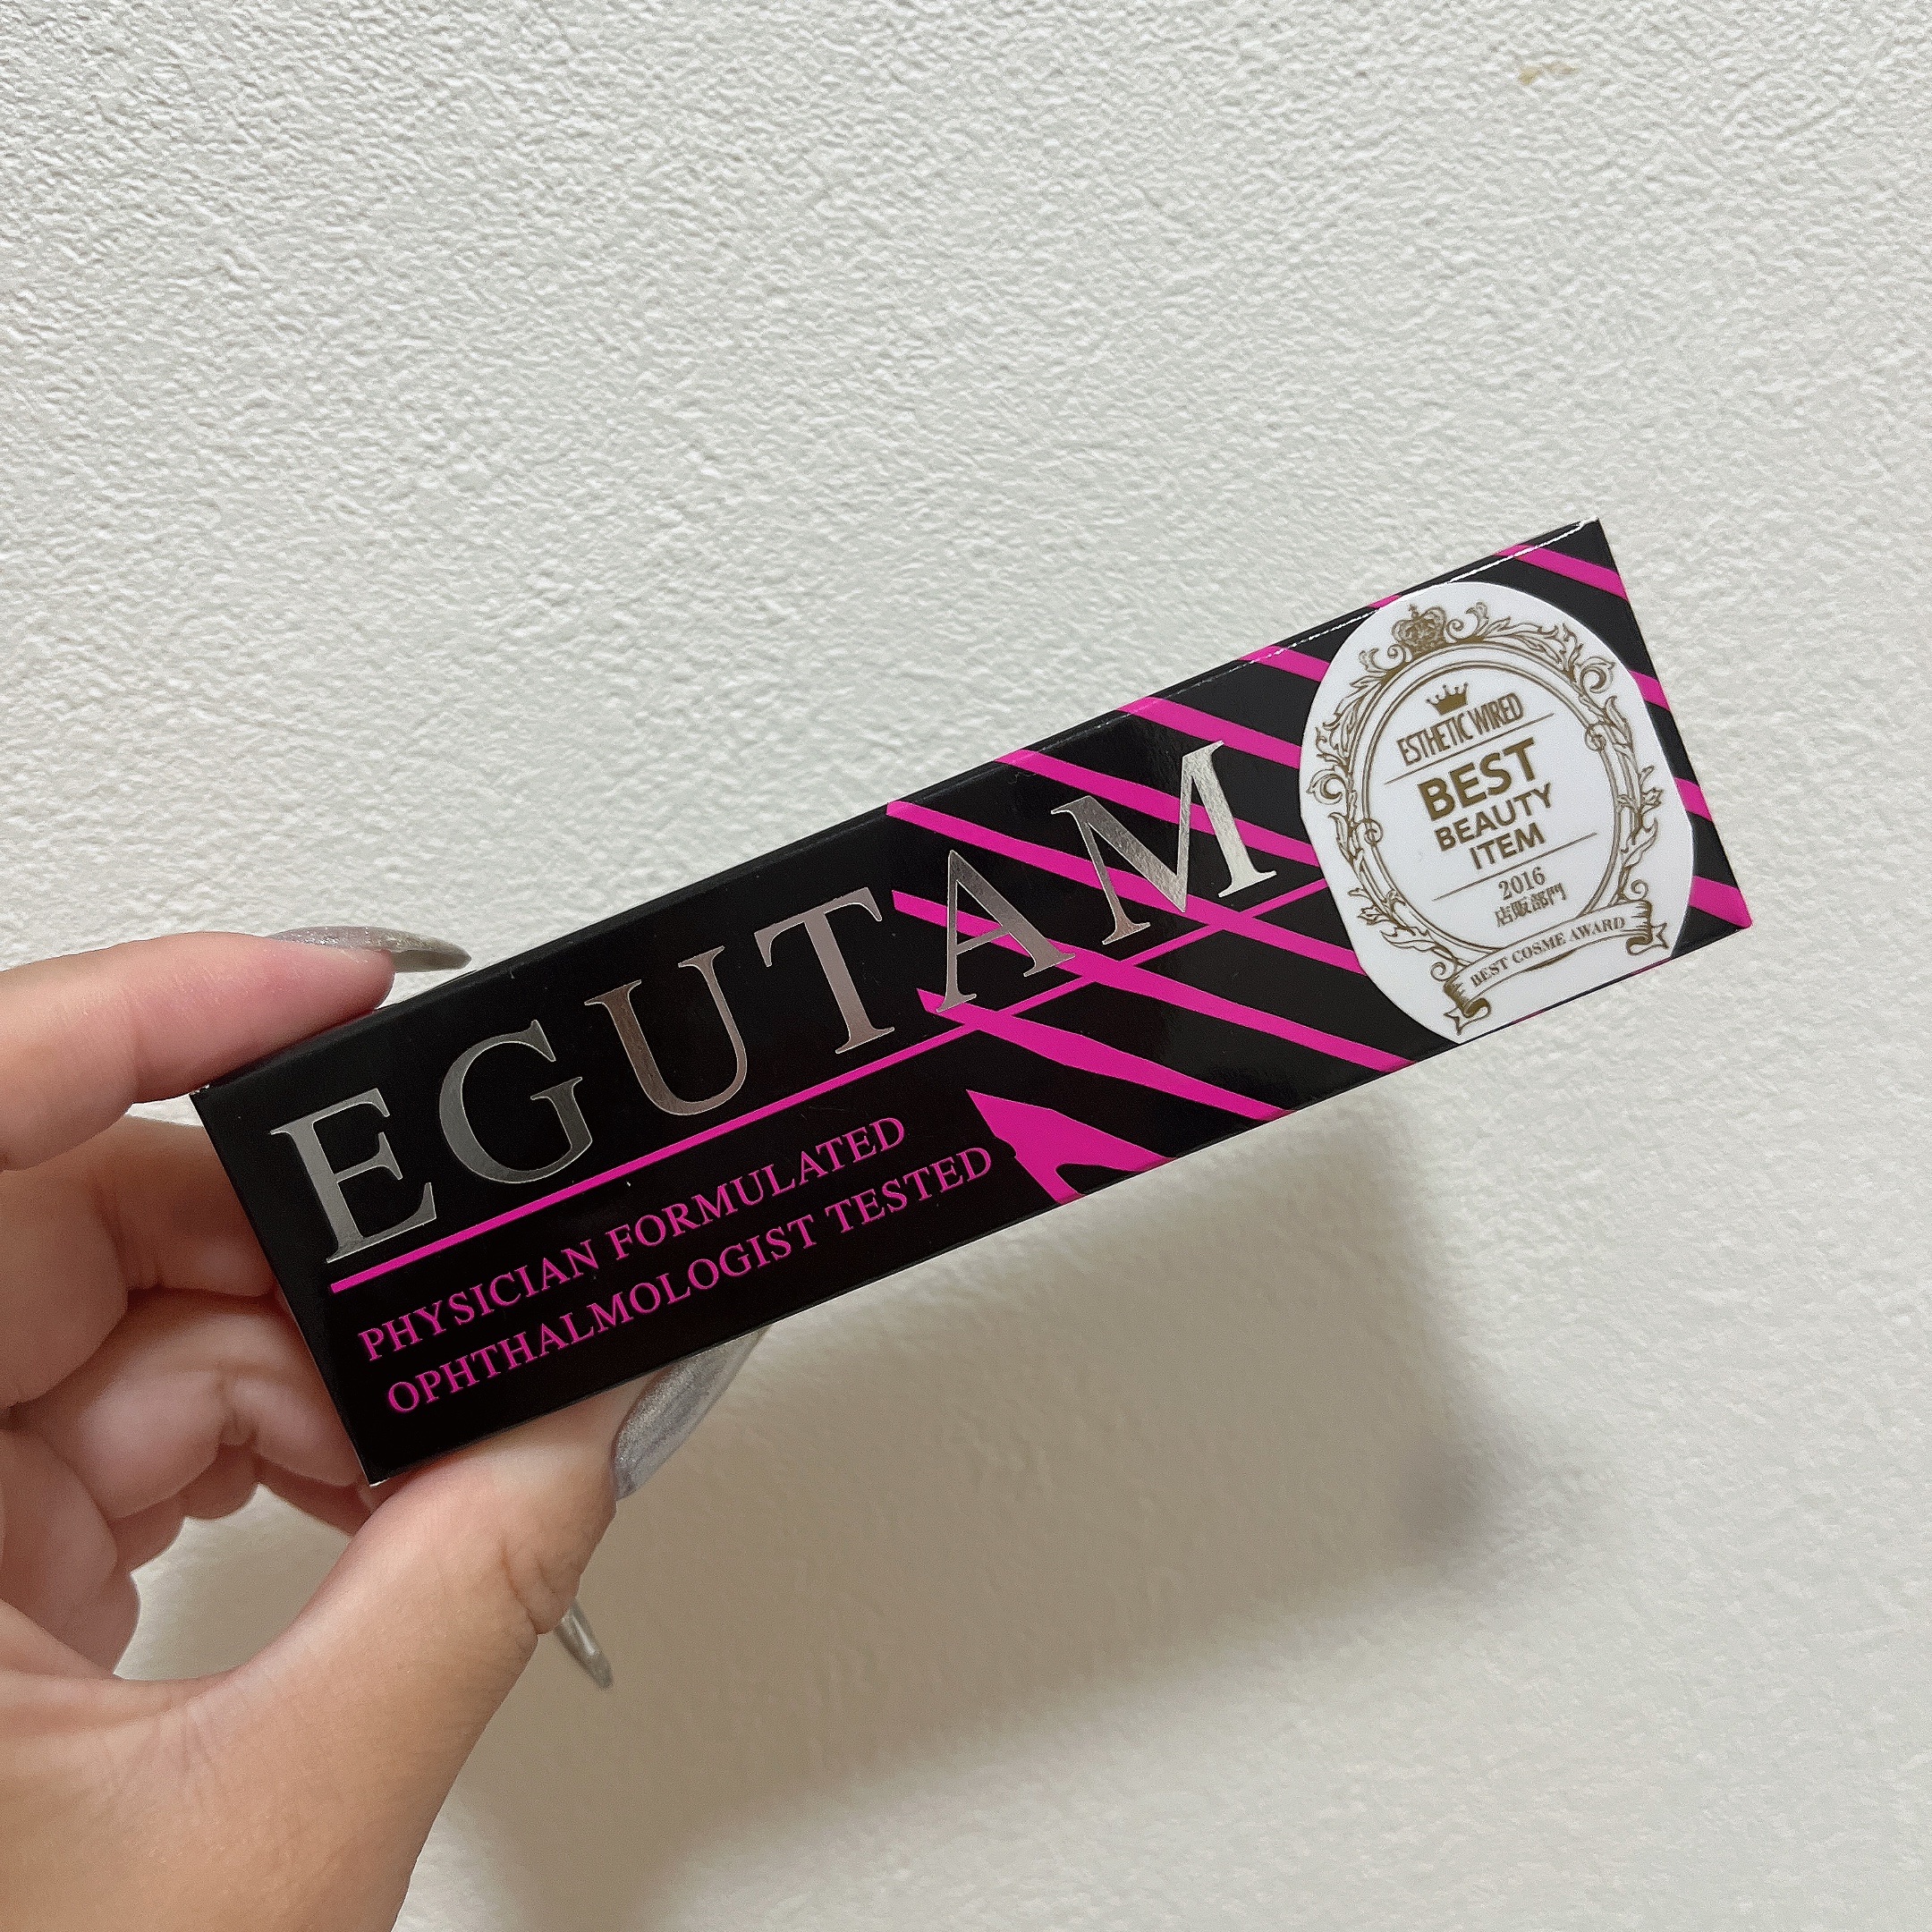 EGUTAM
PHYSICIAN FORMULATED
OPHTHALMOLOGIST TESTED
ESTHETIC WIRED
BEST
BEAUTY
ITEM
2016
店販部門
BEST COSME AWARD